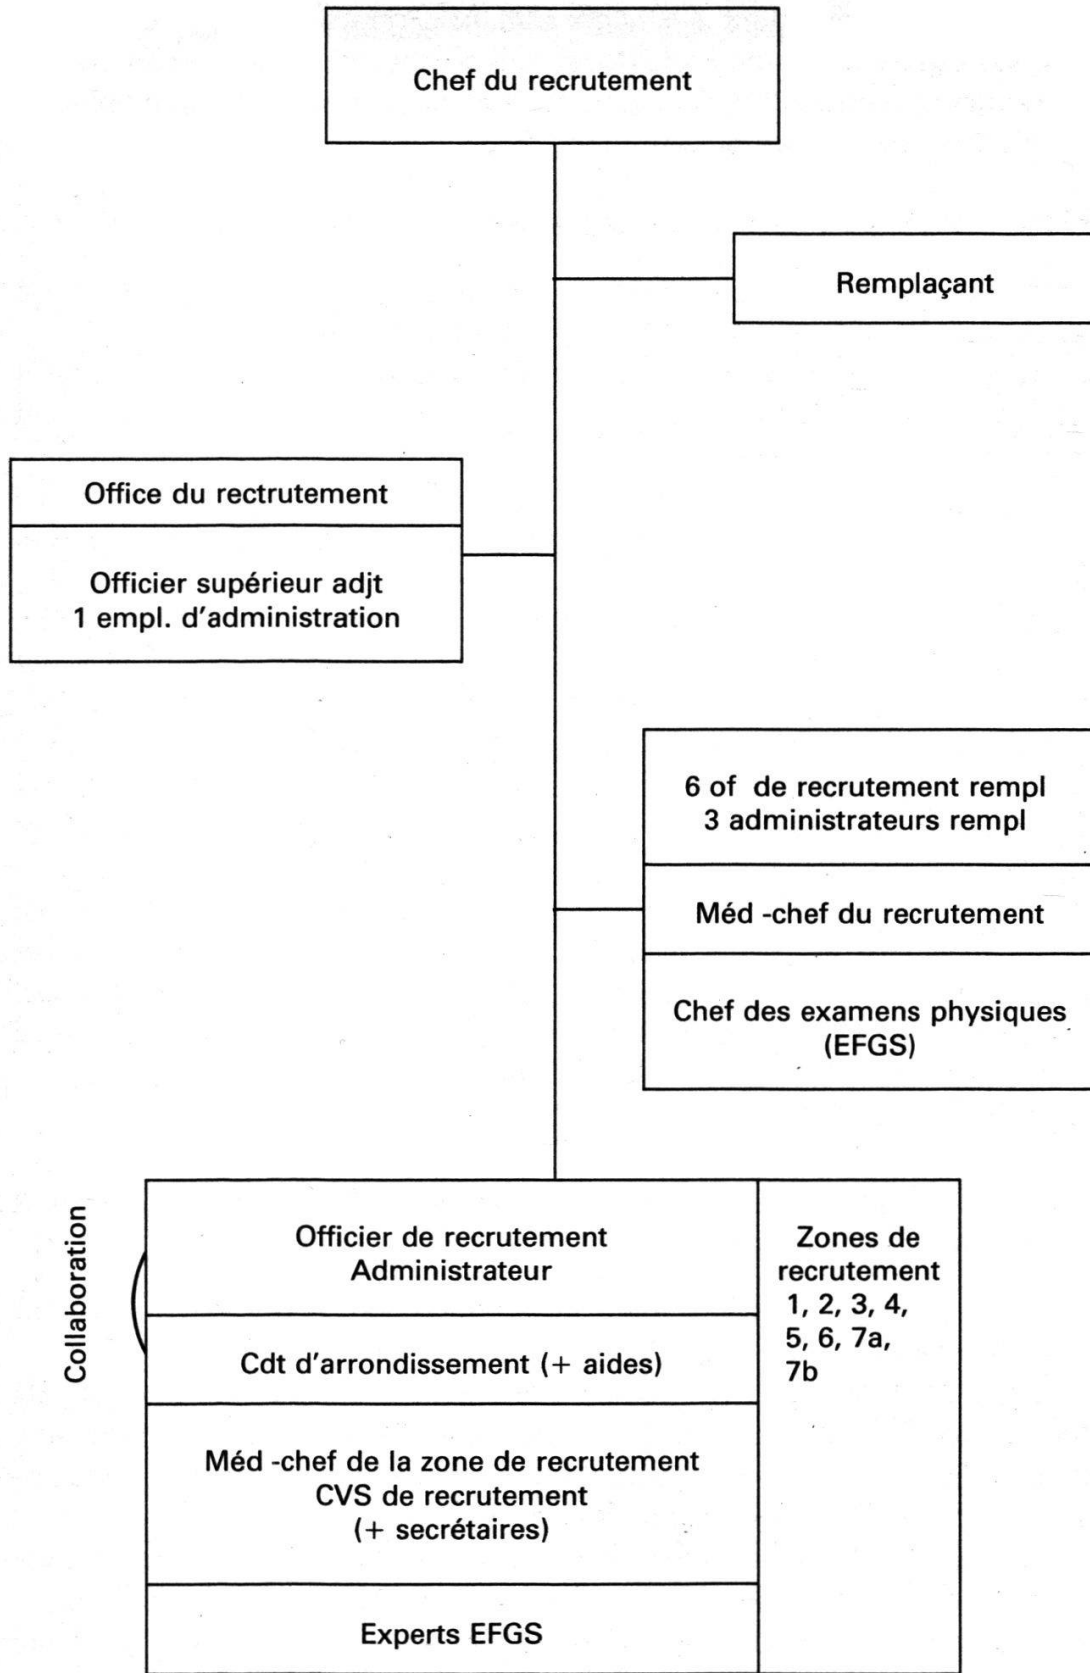 Chef du recrutement
Remplaçant
Office du rectrutement
Officier supérieur adjt
1 empl. d'administration
6 of de recrutement rempl
3 administrateurs rempl
Méd -chef du recrutement
Chef des examens physiques
(EFGS)
Collaboration
Officier de recrutement
Administrateur
Cdt d'arrondissement (+ aides)
Méd -chef de la zone de recrutement
CVS de recrutement
(+ secrétaires)
Experts EFGS
Zones de
recrutement
1, 2, 3, 4,
5, 6, 7a,
7b